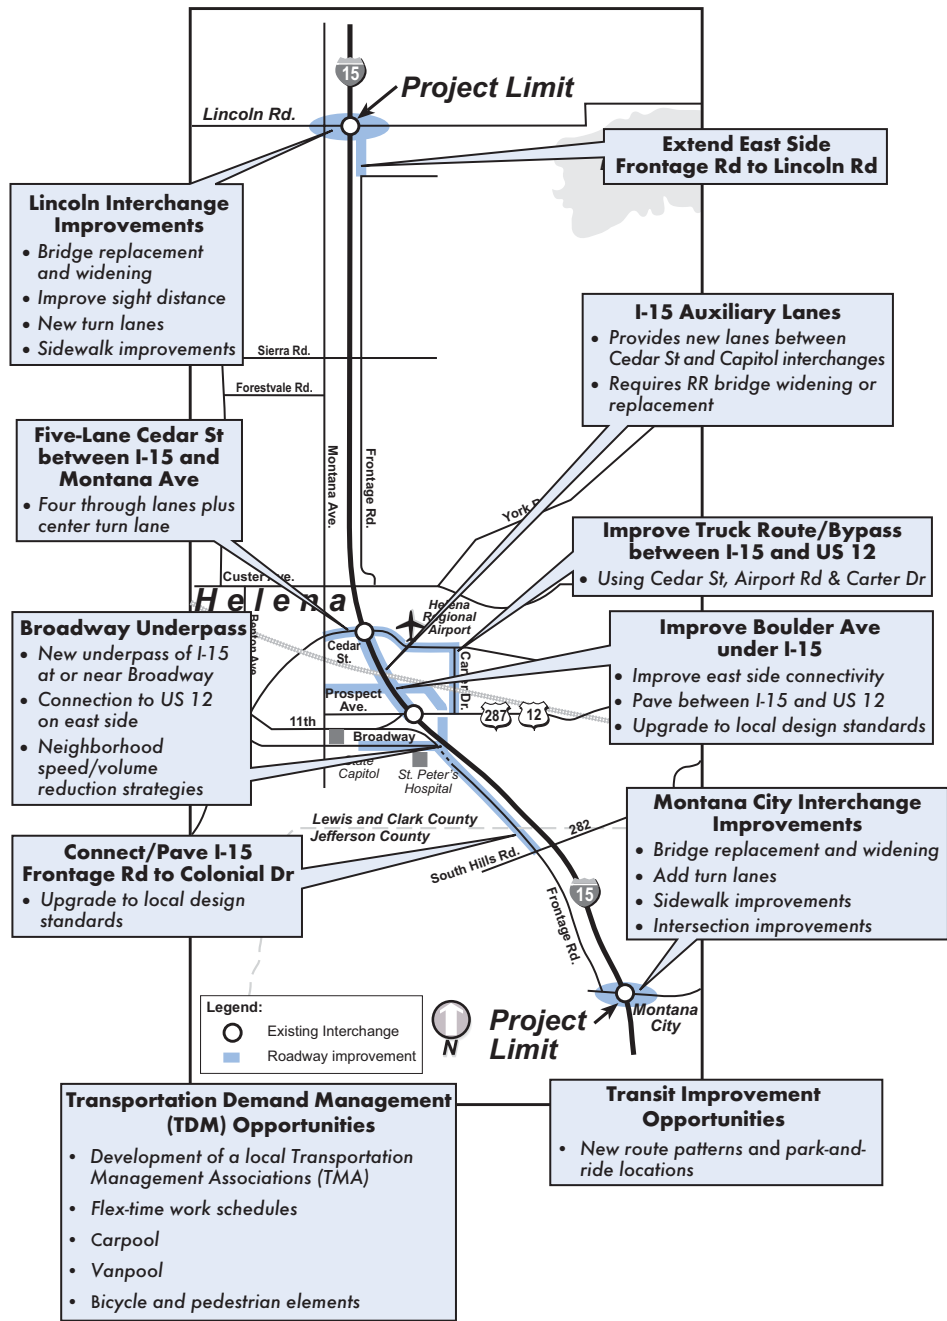 15
Project Limit
Lincoln Rd.
Extend East Side
Frontage Rd to Lincoln Rd
Lincoln Interchange
Improvements
• Bridge replacement
and widening
• Improve sight distance
• New turn lanes
• Sidewalk improvements
I-15 Auxiliary Lanes
• Provides new lanes between
Cedar St and Capitol interchanges
• Requires RR bridge widening or
replacement
Sierra Rd.
Forestvale Rd.
Five-Lane Cedar St
between I-15 and
Montana Ave
• Four through lanes plus
center turn lane
Montana Ave.
Frontage Rd.
York
Improve Truck Route/Bypass
between I-15 and US 12
• Using Cedar St, Airport Rd & Carter Dr
Custer Ave.
Helena
Helena
Regional
Airport
Broadway Underpass
• New underpass of I-15
at or near Broadway
• Connection to US 12
on east side
• Neighborhood
speed/volume
reduction strategies
Benton Ave.
Cedar
St.
Carter Dr.
Improve Boulder Ave
under I-15
• Improve east side connectivity
• Pave between I-15 and US 12
• Upgrade to local design standards
Prospect
Ave.
287
12
11th
Broadway
State
Capitol
St. Peter's
Hospital
Lewis and Clark County
Jefferson County
282
South Hills Rd.
Montana City Interchange
Improvements
• Bridge replacement and widening
• Add turn lanes
• Sidewalk improvements
• Intersection improvements
Connect/Pave I-15
Frontage Rd to Colonial Dr
• Upgrade to local design
standards
15
Frontage Rd.
Legend:
Existing Interchange
Roadway improvement
N
Project
Limit
Montana
City
Transportation Demand Management
(TDM) Opportunities
• Development of a local Transportation
Management Associations (TMA)
• Flex-time work schedules
• Carpool
• Vanpool
• Bicycle and pedestrian elements
Transit Improvement
Opportunities
• New route patterns and park-and-
ride locations